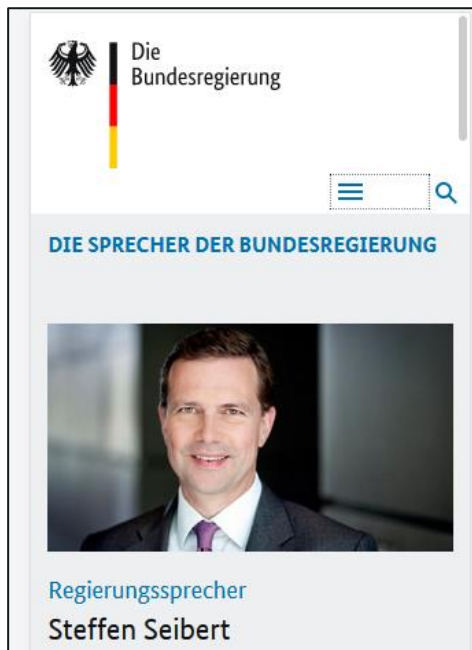 Die
Bundesregierung
DIE SPRECHER DER BUNDESREGIERUNG
Regierungssprecher
Steffen Seibert